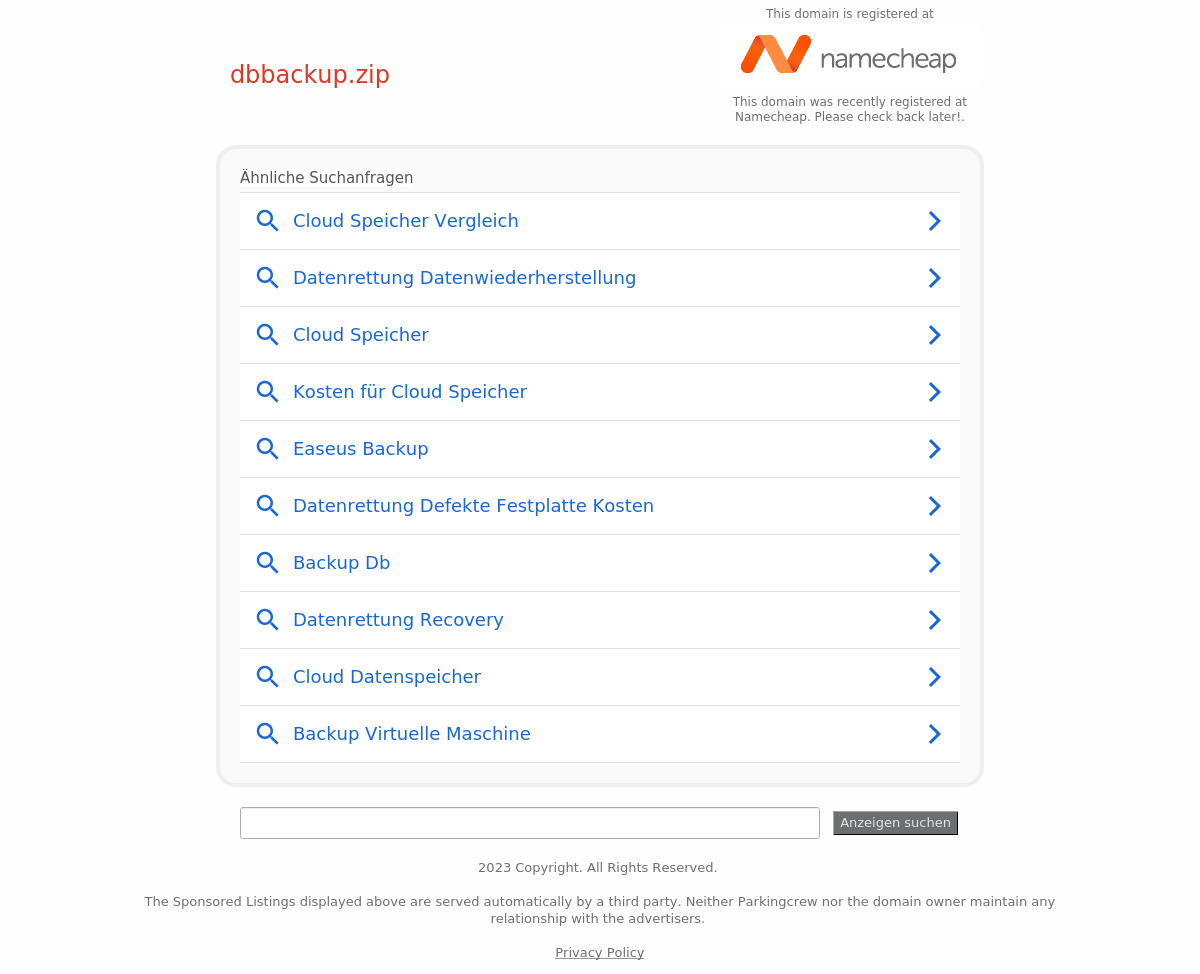 This domain is registered at
namecheap
dbbackup.zip
This domain was recently registered at
Namecheap. Please check back later!.
Ähnliche Suchanfragen
Cloud Speicher Vergleich
Datenrettung Datenwiederherstellung
Cloud Speicher
Kosten für Cloud Speicher
Easeus Backup
Datenrettung Defekte Festplatte Kosten
Backup Db
Datenrettung Recovery
Cloud Datenspeicher
Backup Virtuelle Maschine
Anzeigen suchen
2023 Copyright. All Rights Reserved.
The Sponsored Listings displayed above are served automatically by a third party. Neither Parkingcrew nor the domain owner maintain any
relationship with the advertisers.
Privacy Policy